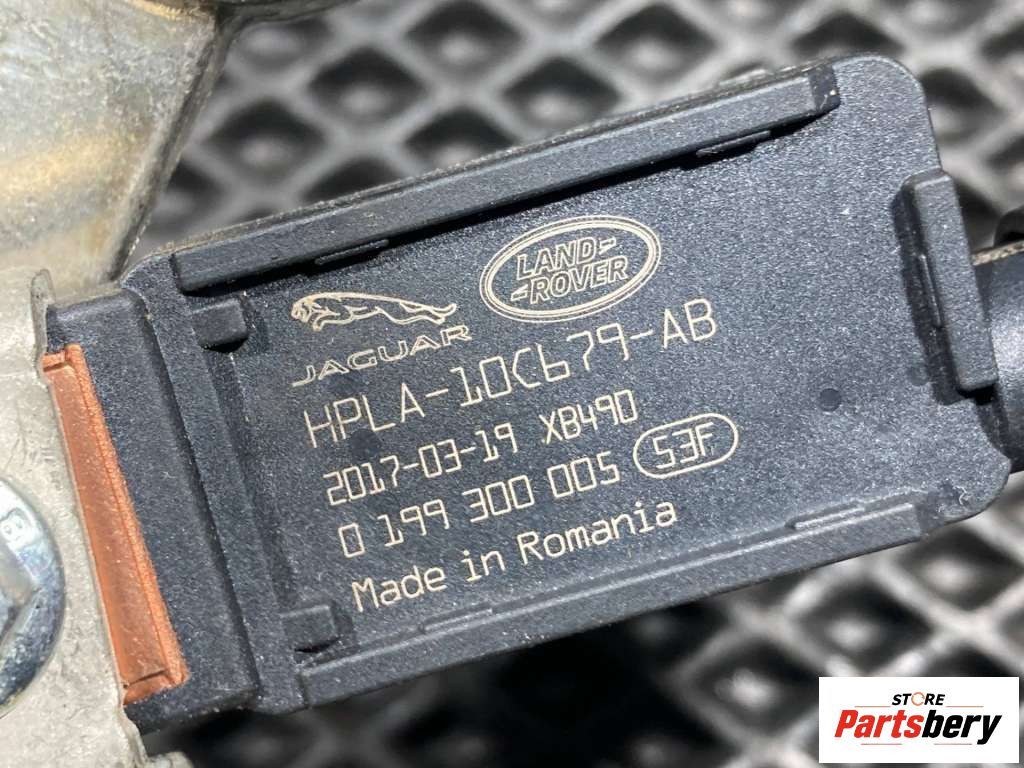 LAND-
-ROVER
JAGUAR
HPLA-10C679-AB
2017-03-19 XB490
0 199 300 005 53F
Made in Romania
STORE
Partsbery